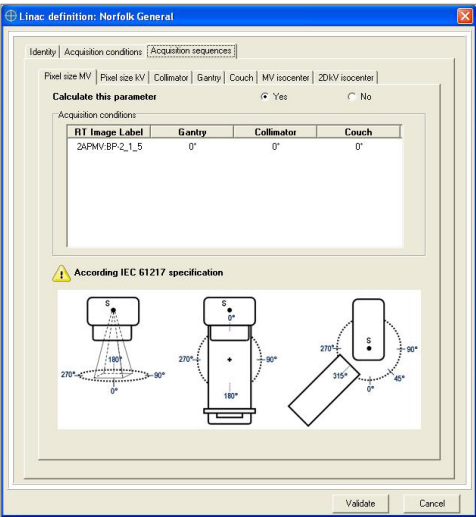 Linac definition: Norfolk General
Identity Acquisition conditions Acquisition sequences
Pixel size MV Pixel size kV Collimator Gantry Couch MV isocenter 2DkV isocenter
Calculate this parameter Yes No
Acquisition conditions
RT Image Label Gantry Collimator Couch
2APMV:BP-2_1_5 0° 0° 0°
According IEC 61217 specification
S S
0°
S
180° 270° 90° 270° 90°
270° 90°
315° 45°
0° 180° 0°
Validate Cancel